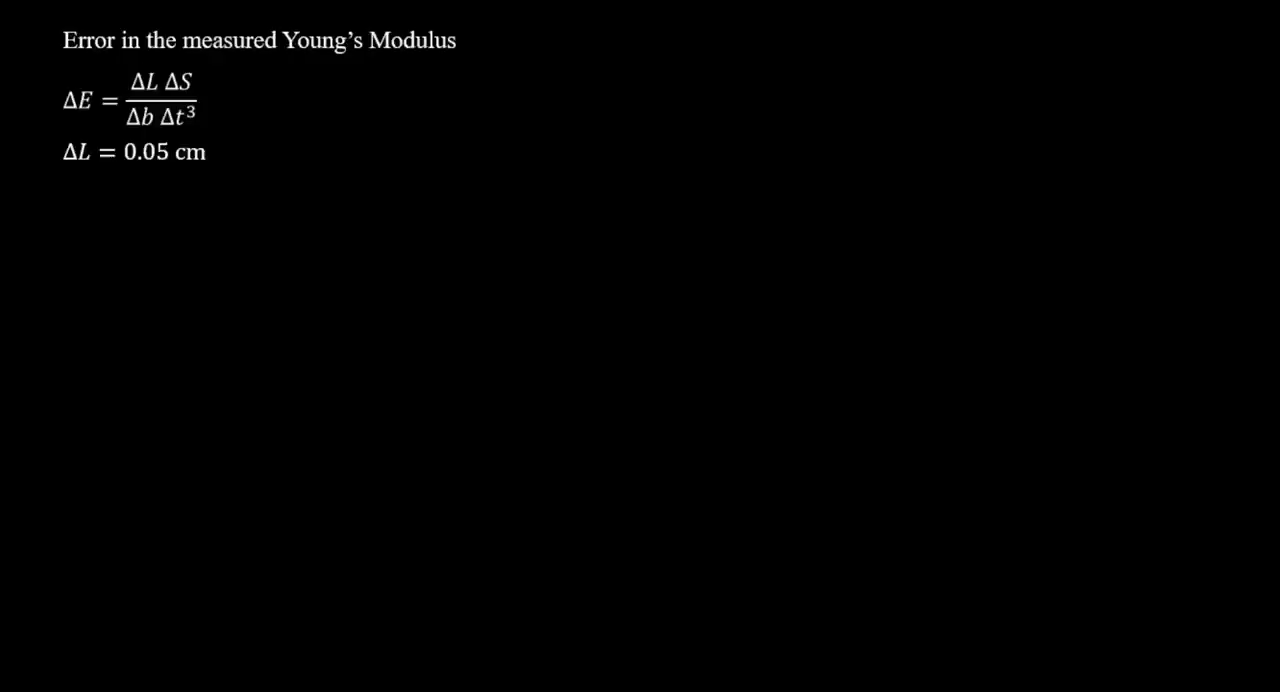 Error in the measured Young’s Modulus
ΔE = ΔL ΔS / Δb Δt³
ΔL = 0.05 cm